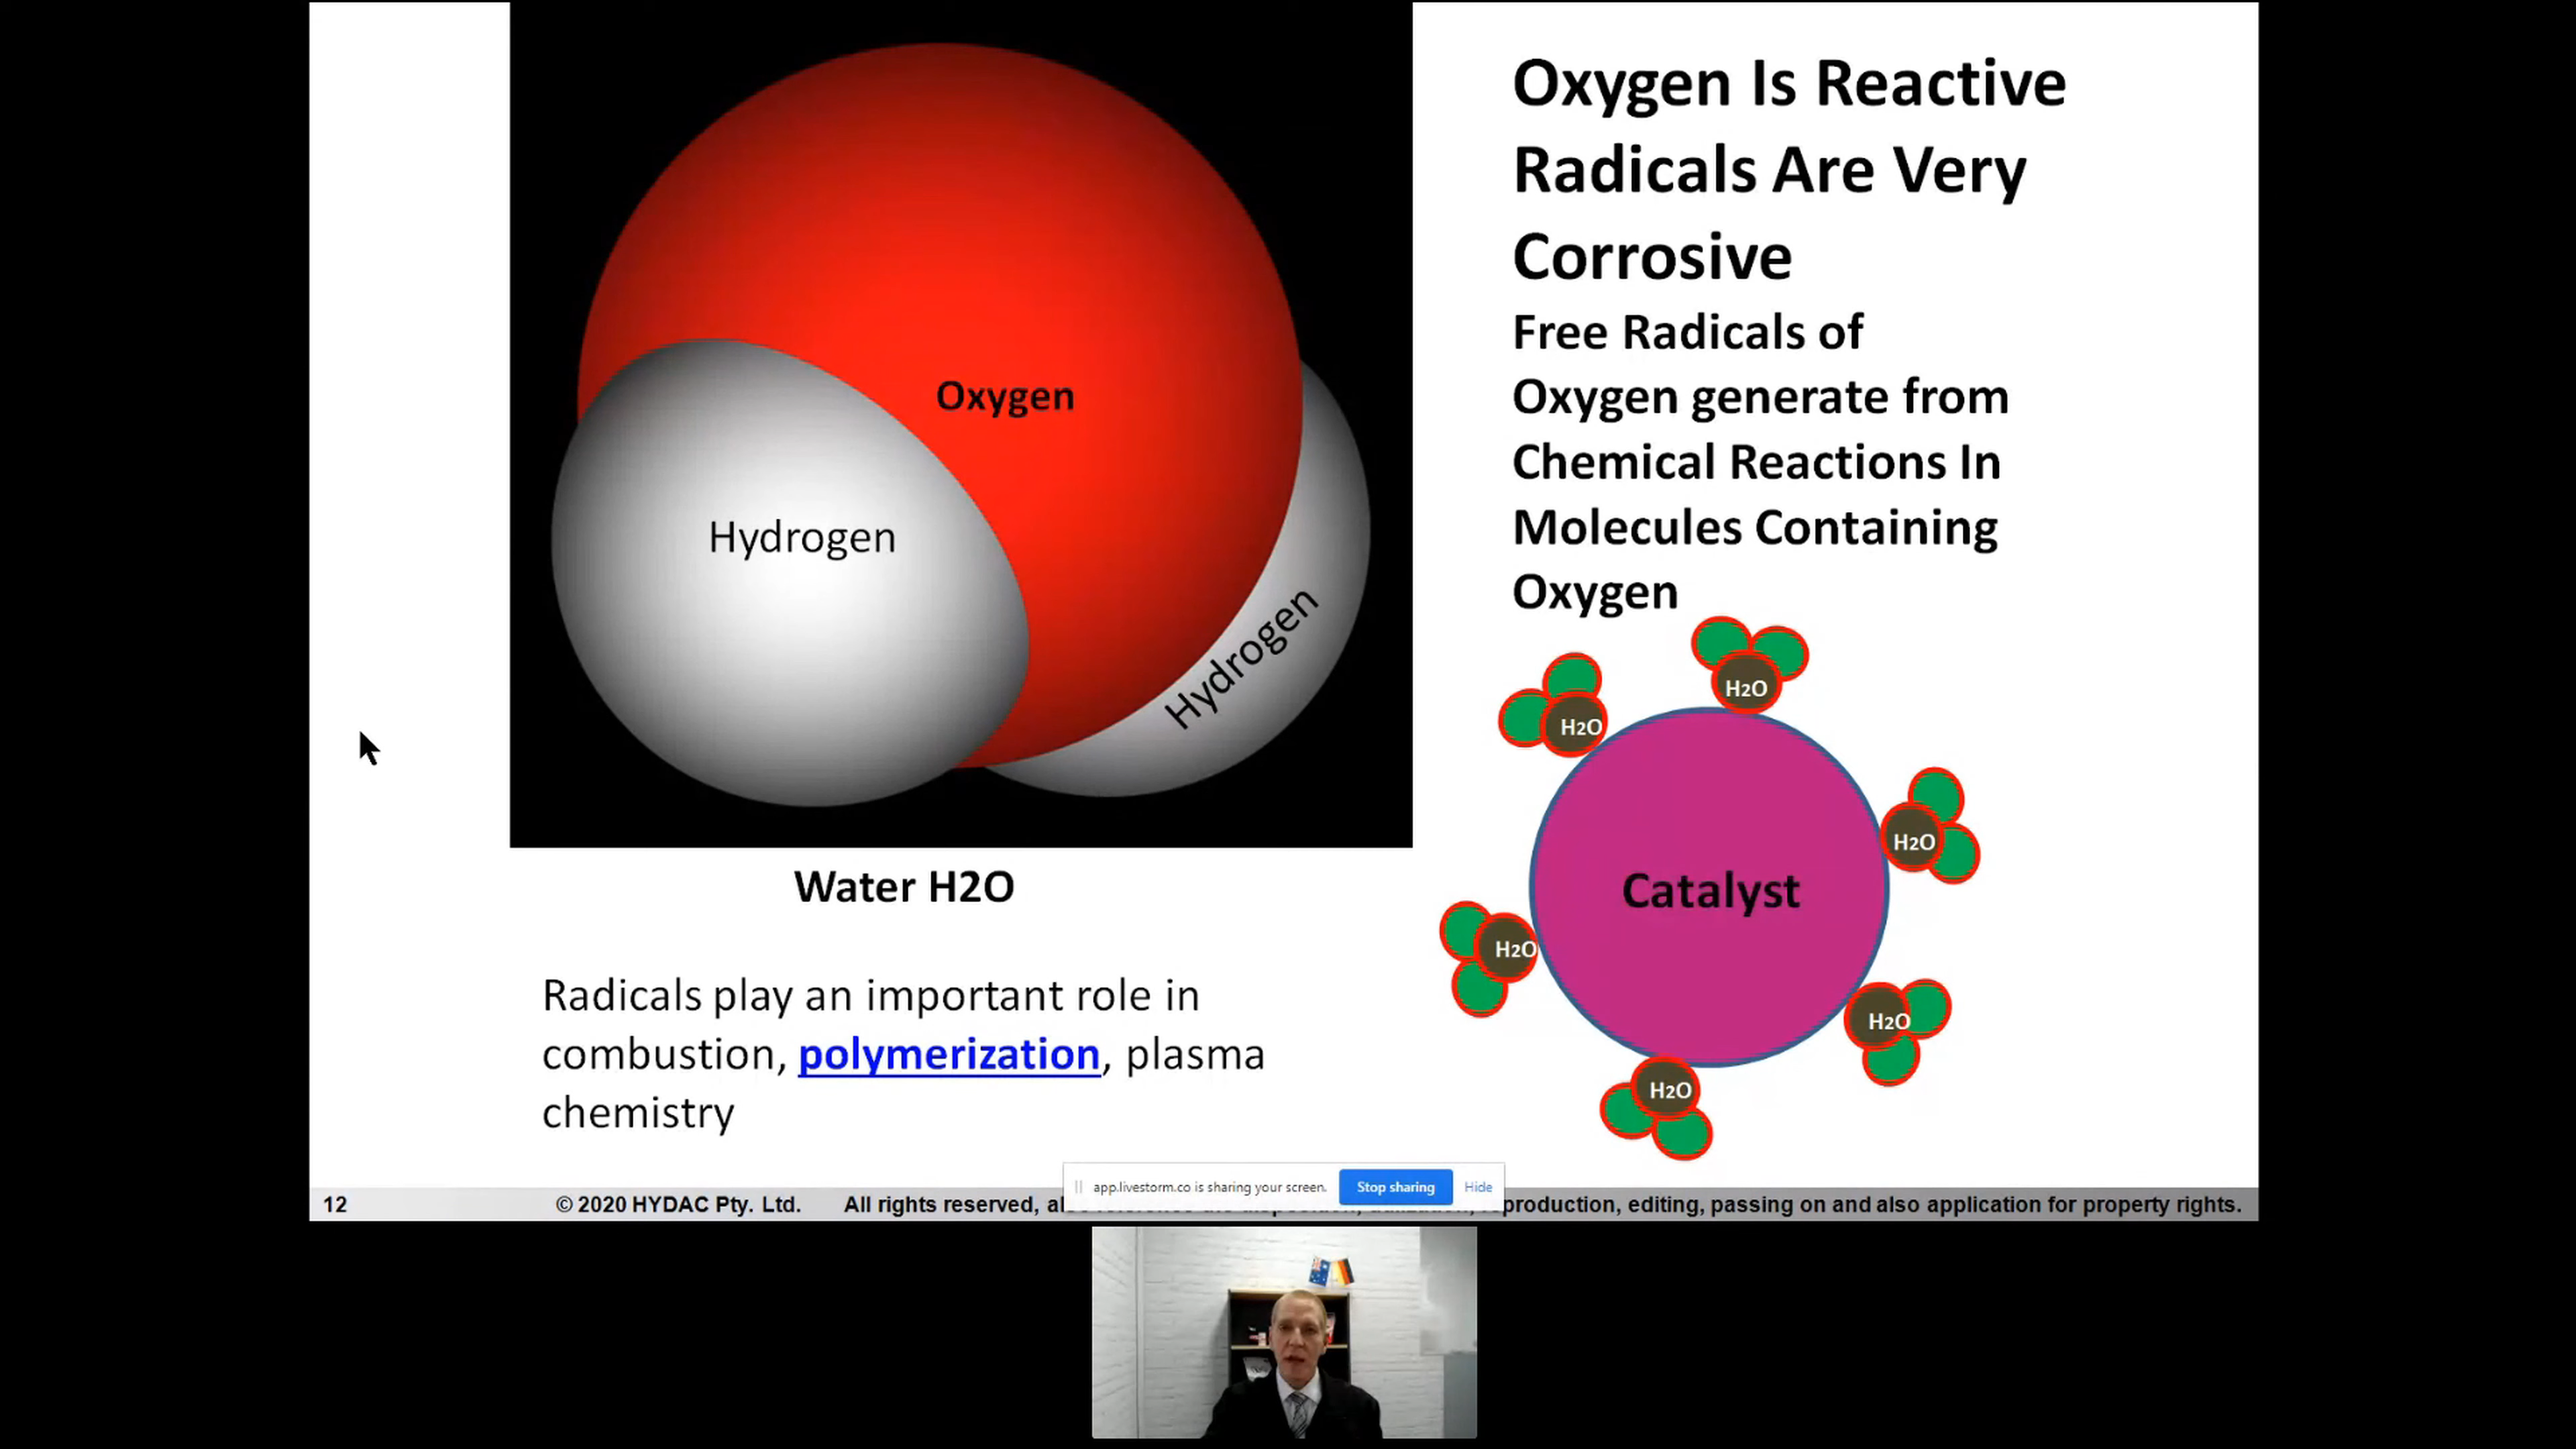 Oxygen Is Reactive
Radicals Are Very
Corrosive
Free Radicals of
Oxygen generate from
Chemical Reactions In
Molecules Containing
Oxygen
Oxygen
Hydrogen
Hydrogen
Water H2O
Radicals play an important role in
combustion, polymerization, plasma
chemistry
H2O
H2O
H2O
Catalyst
H2O
H2O
H2O
app.livestorm.co is sharing your screen. Stop sharing Hide
12 © 2020 HYDAC Pty. Ltd. All rights reserved, production, editing, passing on and also application for property rights.